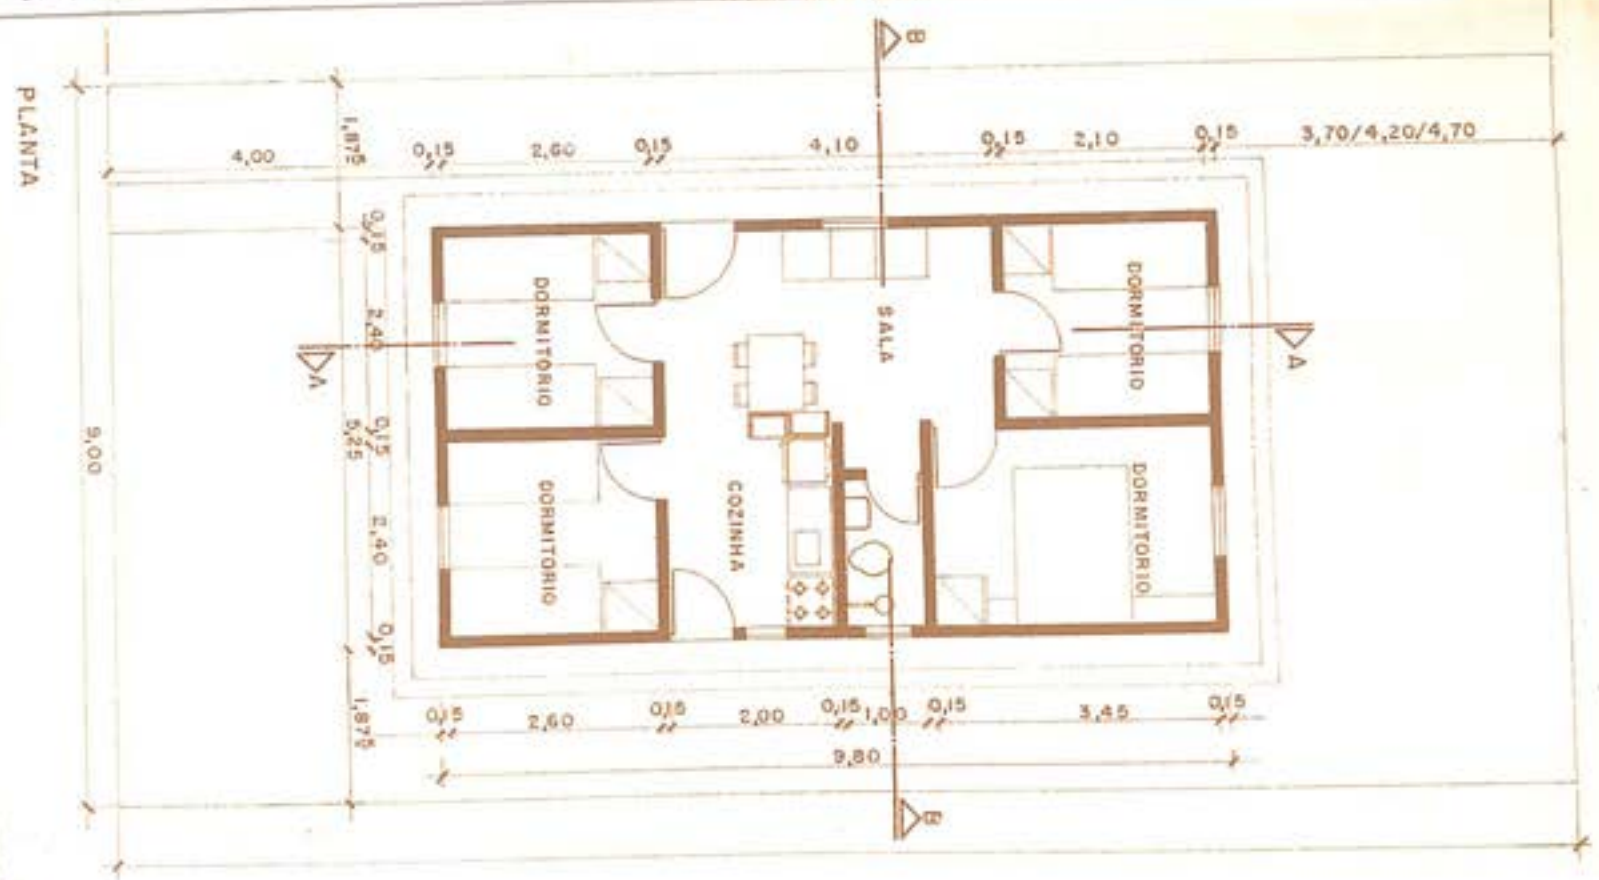 PLANTA
B
4,00
1,875
0,15
2,60
0,15
4,10
0,15
2,10
0,15
3,70/4,20/4,70
0,15
2,40
0,15
5,25
2,40
0,15
1,875
9,00
DORMITORIO
SALA
DORMITORIO
A
A
DORMITORIO
COZINHA
DORMITORIO
0,15
2,60
0,15
2,00
0,15
1,00
0,15
3,45
0,15
9,80
B